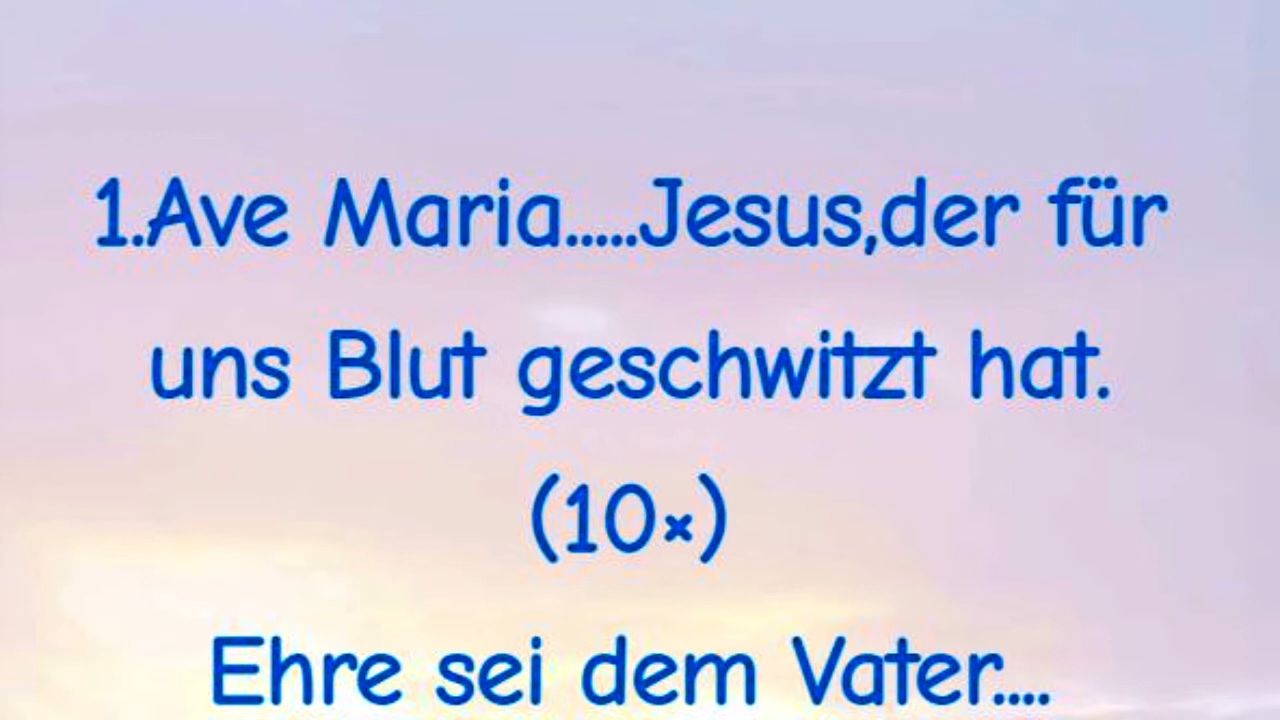 1.Ave Maria.....Jesus,der für
uns Blut geschwitzt hat.
(10×)
Ehre sei dem Vater....